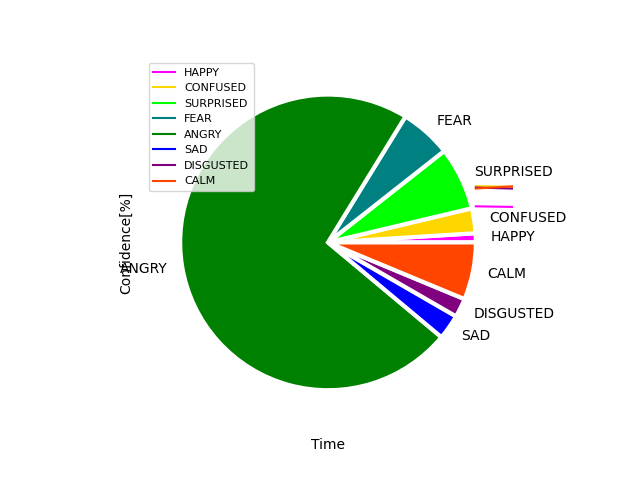 HAPPY
CONFUSED
SURPRISED
FEAR
ANGRY
SAD
DISGUSTED
CALM
FEAR
SURPRISED
CONFUSED
HAPPY
ANGRY
CALM
DISGUSTED
SAD
Confidence[%]
Time